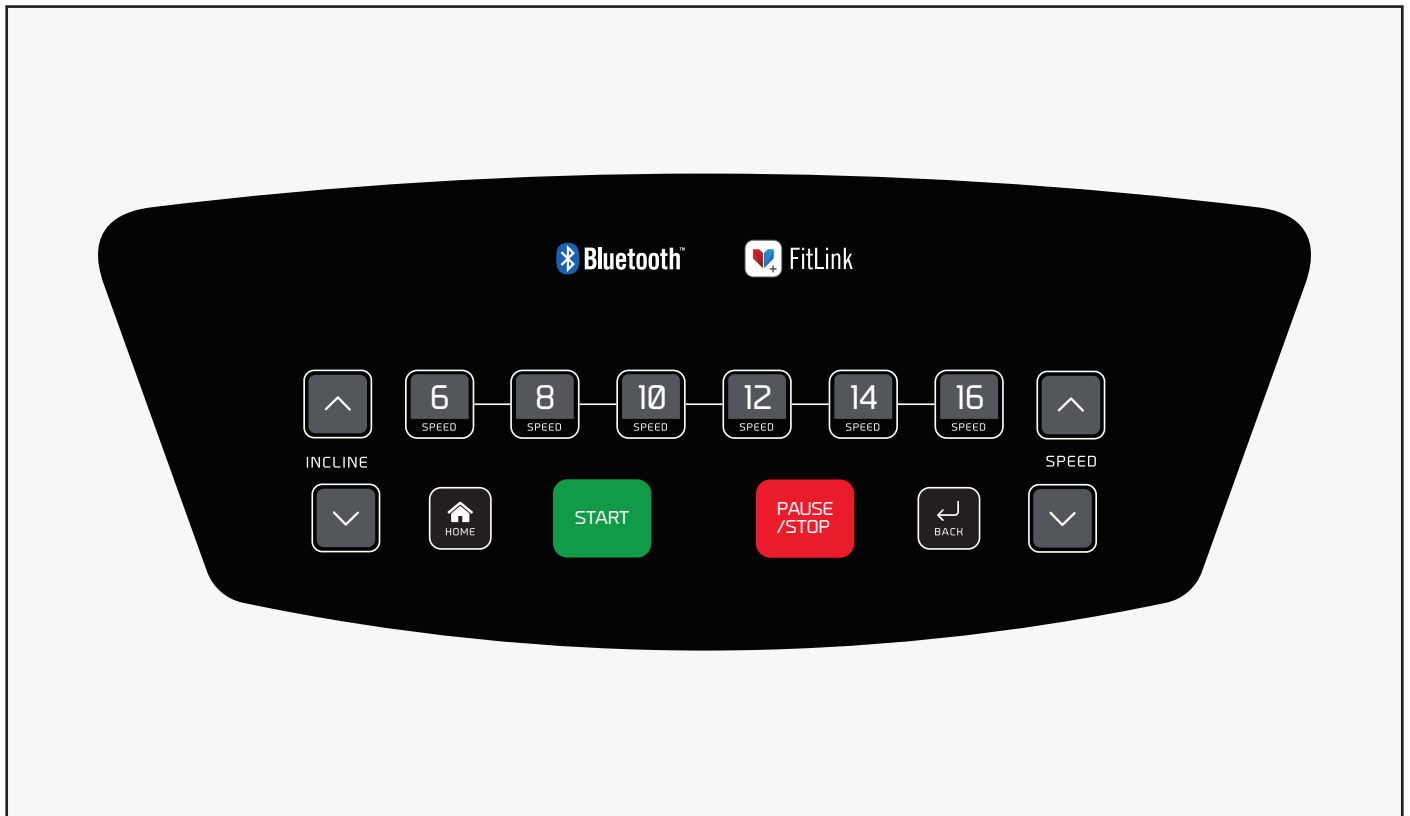 Bluetooth™
FitLink
6
SPEED
8
SPEED
10
SPEED
12
SPEED
14
SPEED
16
SPEED
INCLINE
SPEED
HOME
START
PAUSE
/STOP
BACK